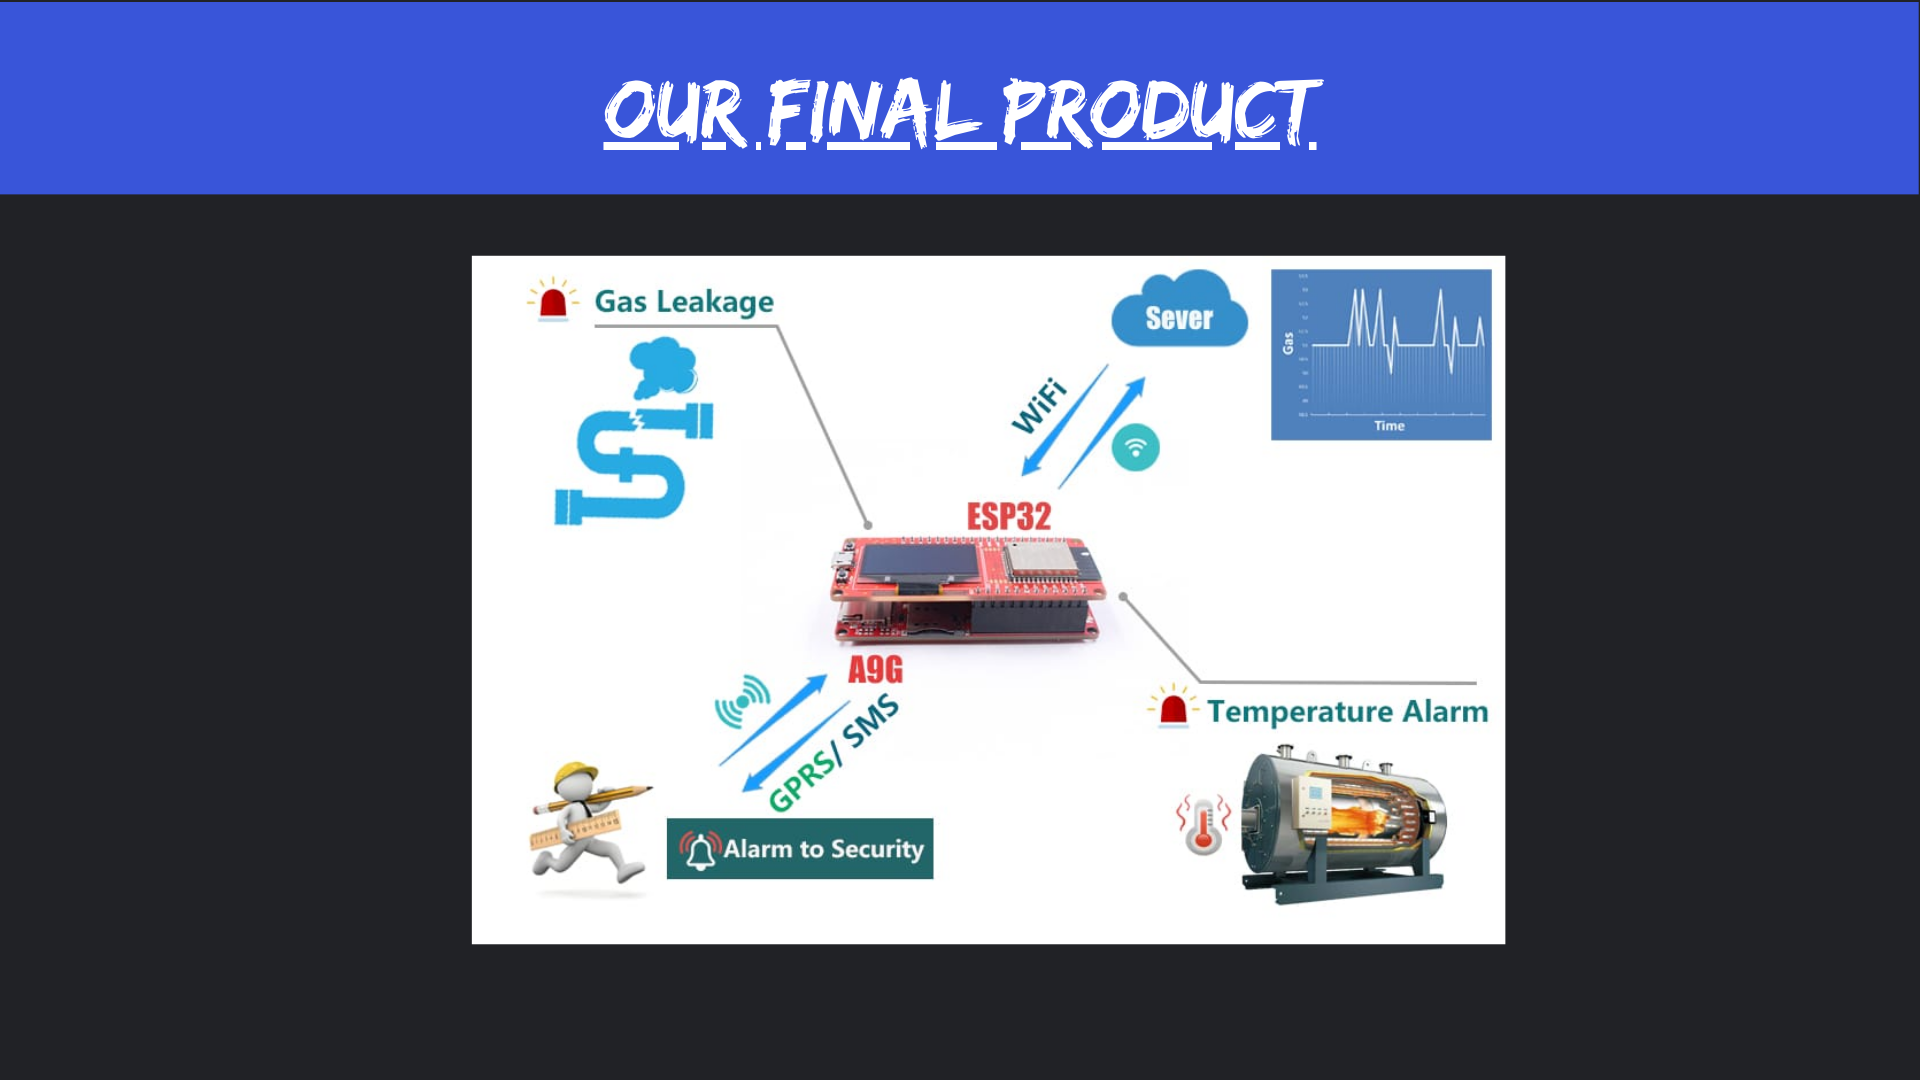 OUR FINAL PRODUCT
Gas Leakage
Sever
Gas
Time
WiFi
ESP32
A9G
GPRS/ SMS
Temperature Alarm
Alarm to Security